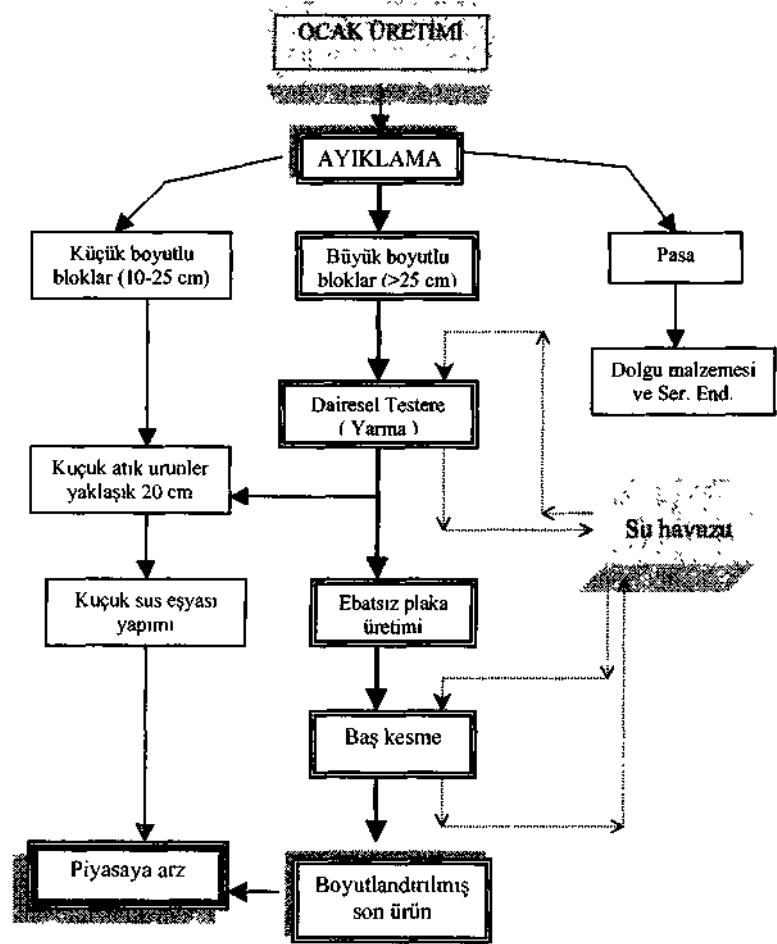 OCAK ÜRETİMİ
AYIKLAMA
Küçük boyutlu
bloklar (10-25 cm)
Büyük boyutlu
bloklar (>25 cm)
Pasa
Dolgu malzemesi
ve Ser. End.
Dairesel Testere
( Yarma )
Kuçuk atık urunler
yaklaşık 20 cm
Su havuzu
Kuçuk sus eşyası
yapımı
Ebatsız plaka
üretimi
Baş kesme
Piyasaya arz
Boyutlandırılmış
son ürün